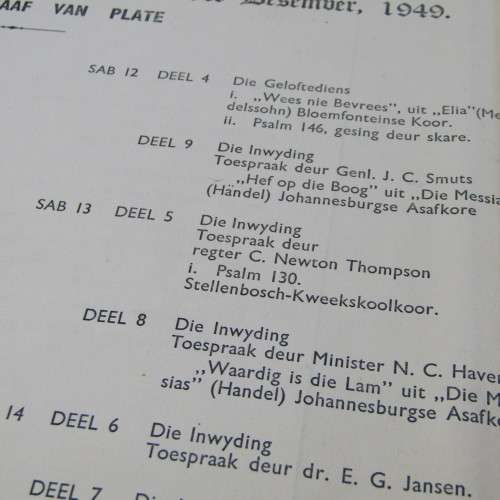 Desember, 1949.
AAF VAN PLATE
SAB 12 DEEL 4 Die Geloftediens
i. „Wees nie Bevrees”, uit „Elia”(Me
delssohn) Bloemfonteinse Koor.
ii. Psalm 146, gesing deur skare.
DEEL 9 Die Inwyding
Toespraak deur Genl. J. C. Smuts
„Hef op die Boog” uit „Die Messia
(Händel) Johannesburgse Asafkore
SAB 13 DEEL 5 Die Inwyding
Toespraak deur
regter C. Newton Thompson
i. Psalm 130.
Stellenbosch-Kweekskoolkoor.
DEEL 8 Die Inwyding
Toespraak deur Minister N. C. Haven
„Waardig is die Lam” uit „Die M
sias” (Handel) Johannesburgse Asafko
14 DEEL 6 Die Inwyding
Toespraak deur dr. E. G. Jansen.
DEEL 7